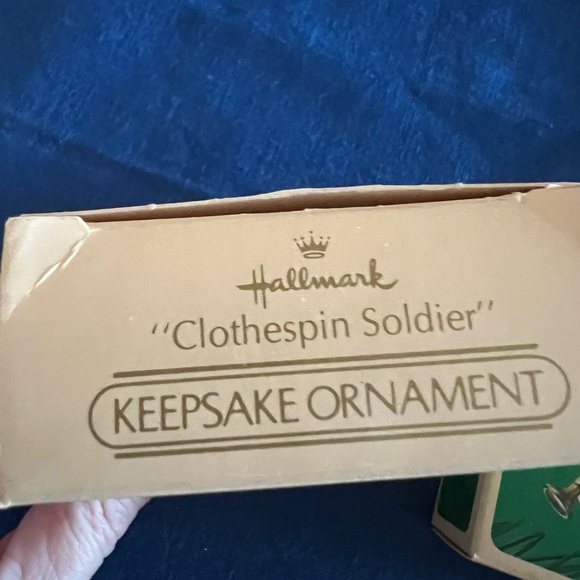 Hallmark
"Clothespin Soldier"
KEEPSAKE ORNAMENT